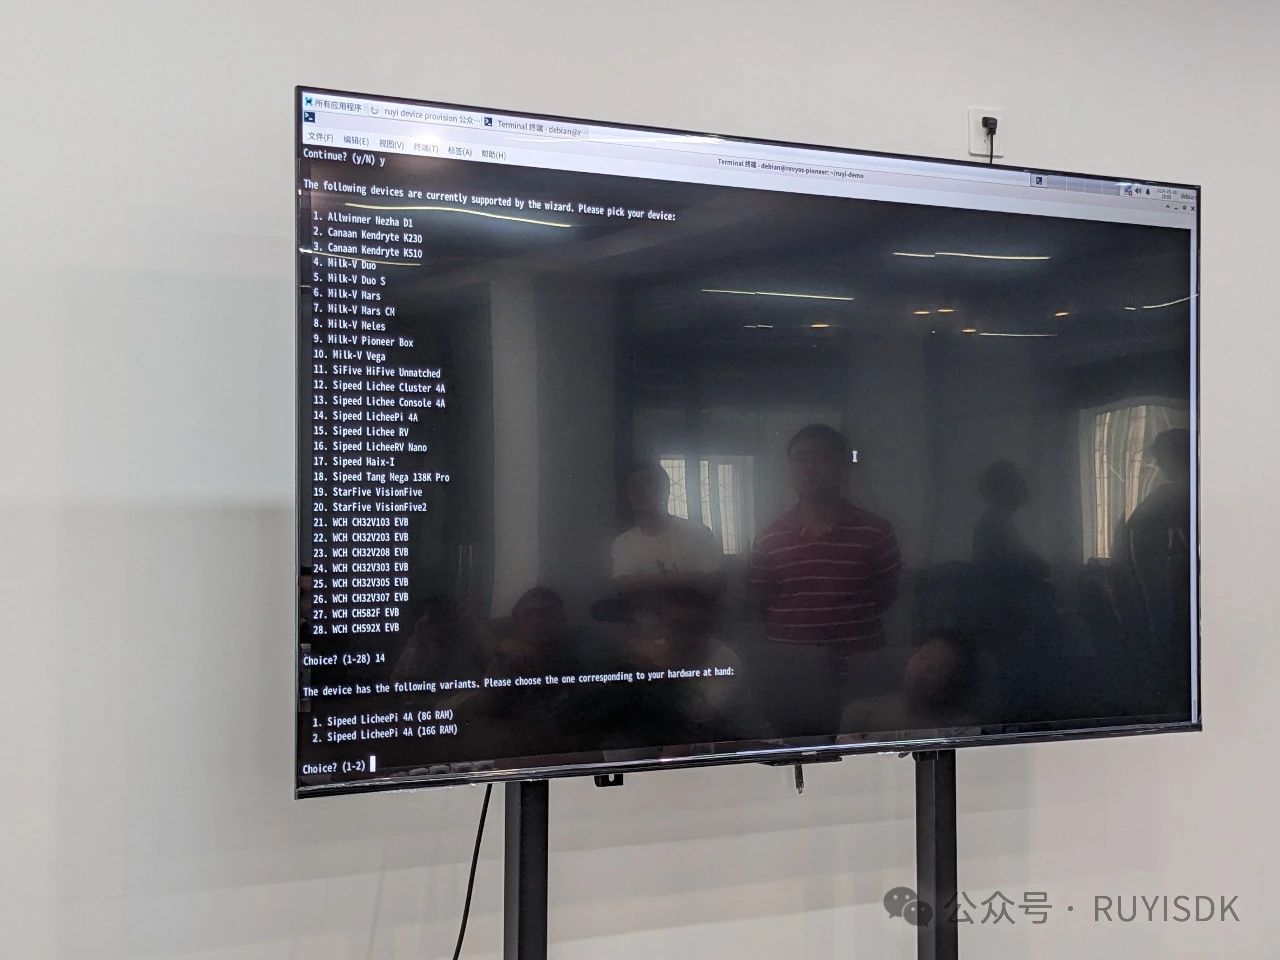 所有应用程序
ruyi device provision 公众…
Terminal 终端 - debian@r…
Terminal 终端 - debian@revyos-pioneer: ~/ruyi-demo
文件(F) 编辑(E) 视图(V) 终端(T) 标签(A) 帮助(H)
Continue? (y/N) y
The following devices are currently supported by the wizard. Please pick your device:
1. Allwinner Nezha D1
2. Canaan Kendryte K230
3. Canaan Kendryte K510
4. Milk-V Duo
5. Milk-V Duo S
6. Milk-V Mars
7. Milk-V Mars CM
8. Milk-V Meles
9. Milk-V Pioneer Box
10. Milk-V Vega
11. SiFive HiFive Unmatched
12. Sipeed Lichee Cluster 4A
13. Sipeed Lichee Console 4A
14. Sipeed LicheePi 4A
15. Sipeed Lichee RV
16. Sipeed LicheeRV Nano
17. Sipeed Maix-I
18. Sipeed Tang Mega 138K Pro
19. StarFive VisionFive
20. StarFive VisionFive2
21. WCH CH32V103 EVB
22. WCH CH32V203 EVB
23. WCH CH32V208 EVB
24. WCH CH32V303 EVB
25. WCH CH32V305 EVB
26. WCH CH32V307 EVB
27. WCH CH582F EVB
28. WCH CH592X EVB
Choice? (1-28) 14
The device has the following variants. Please choose the one corresponding to your hardware at hand:
1. Sipeed LicheePi 4A (8G RAM)
2. Sipeed LicheePi 4A (16G RAM)
Choice? (1-2)
公众号 · RUYISDK